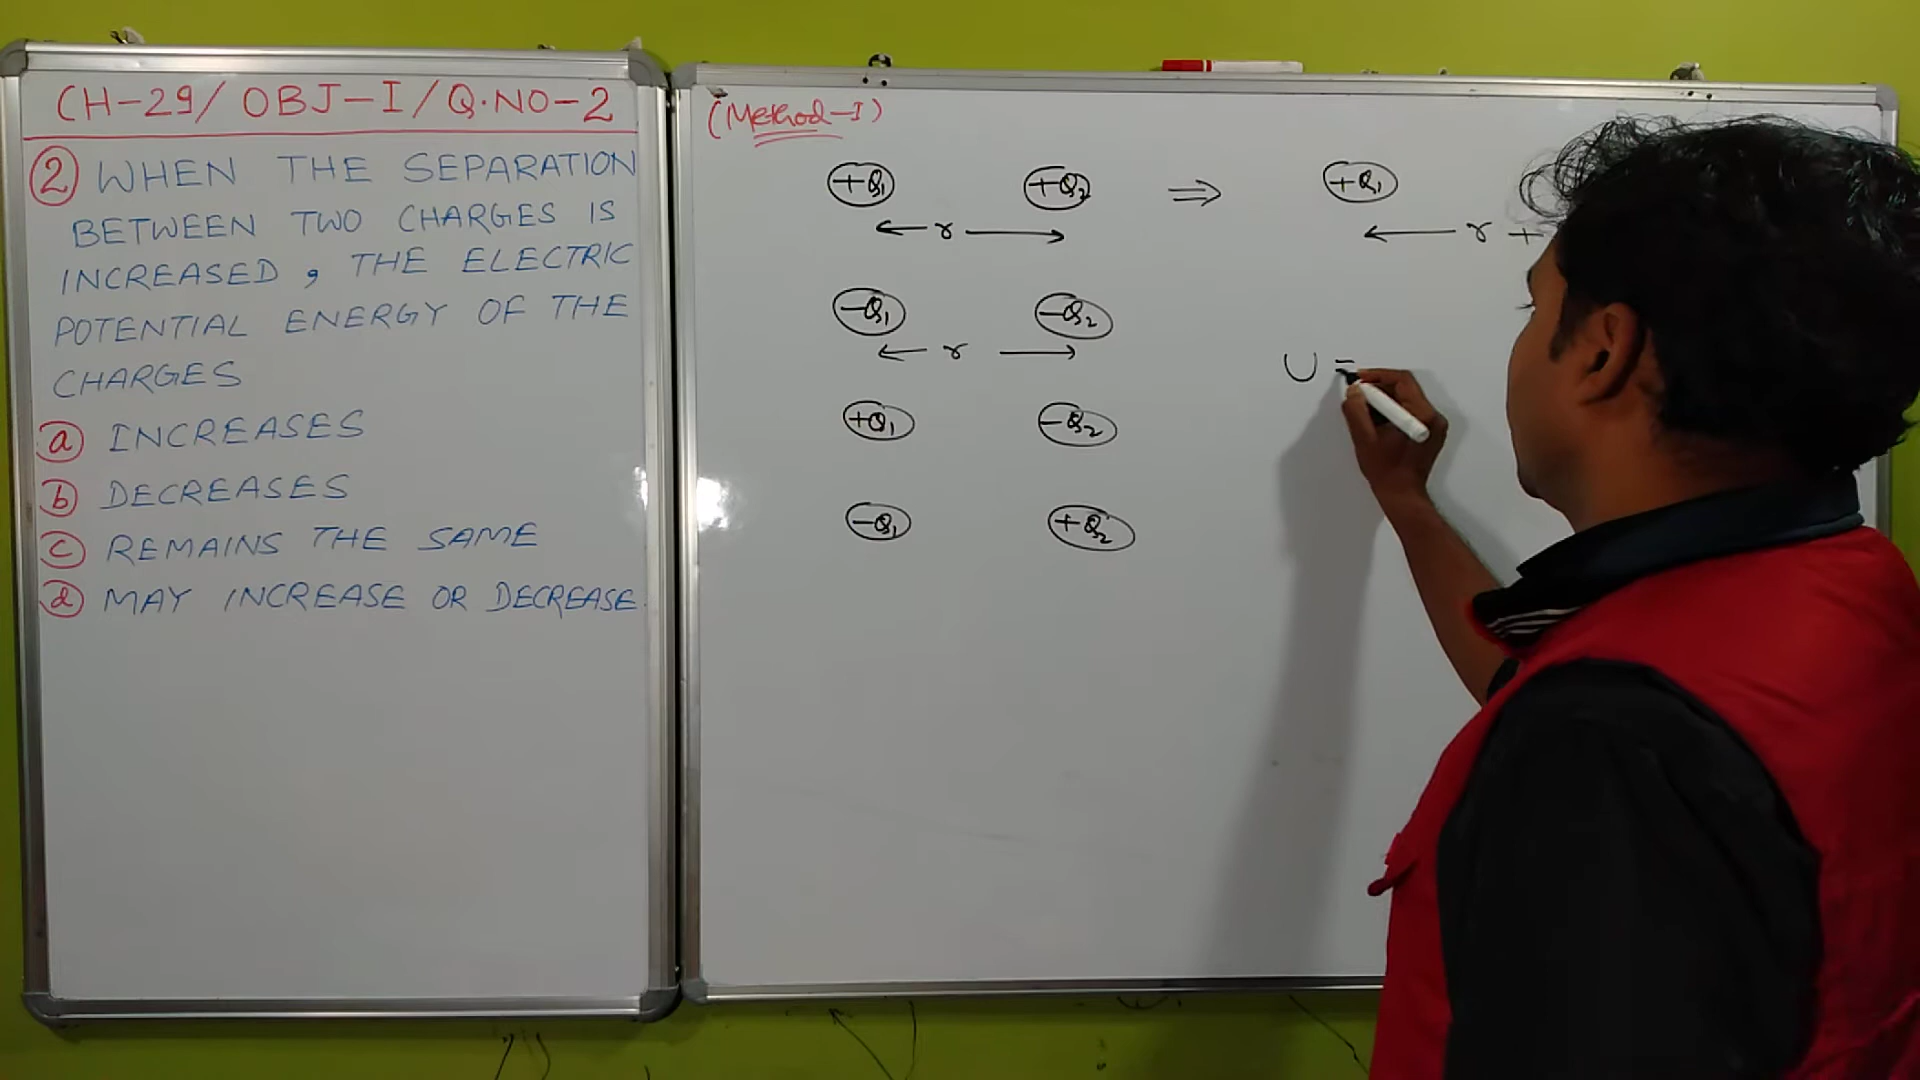 CH-29/ OBJ-I/Q.NO-2
2 WHEN THE SEPARATION
BETWEEN TWO CHARGES IS
INCREASED, THE ELECTRIC
POTENTIAL ENERGY OF THE
CHARGES
a INCREASES
b DECREASES
c REMAINS THE SAME
d MAY INCREASE OR DECREASE.
(Method-I)
+Q₁ +Q₂ ⇒ +Q₁
← r → ← r +
-Q₁ -Q₂
← r →
U =
+Q₁ -Q₂
-Q₁ +Q₂